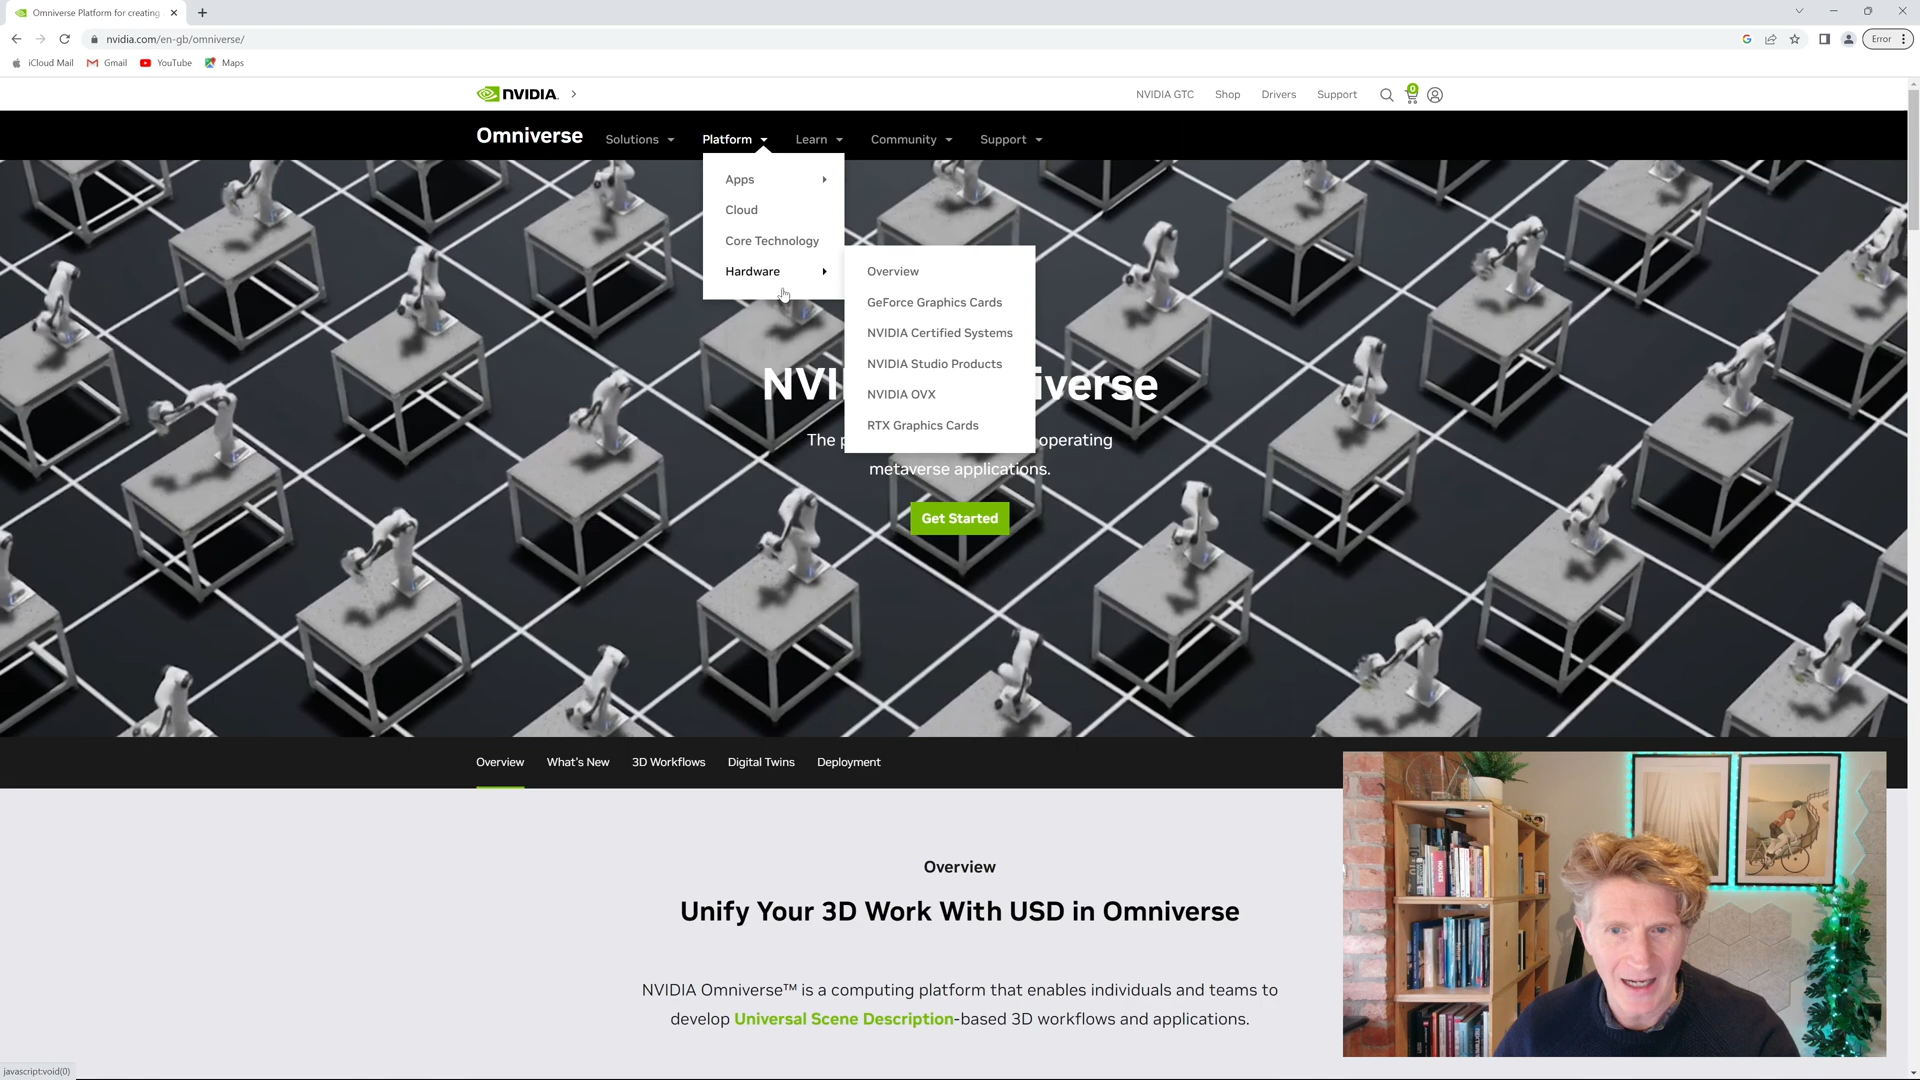 Omniverse Platform for creating
nvidia.com/en-gb/omniverse/
Error
iCloud Mail
Gmail
YouTube
Maps
NVIDIA.
NVIDIA GTC
Shop
Drivers
Support
0
Omniverse
Solutions
Platform
Learn
Community
Support
Apps
Cloud
Core Technology
Hardware
Overview
GeForce Graphics Cards
NVIDIA Certified Systems
NVIDIA Studio Products
NVIDIA OVX
RTX Graphics Cards
NVI
iverse
The p
operating
metaverse applications.
Get Started
Overview
What's New
3D Workflows
Digital Twins
Deployment
Overview
Unify Your 3D Work With USD in Omniverse
NVIDIA Omniverse™ is a computing platform that enables individuals and teams to
develop Universal Scene Description-based 3D workflows and applications.
javascript:void(0)